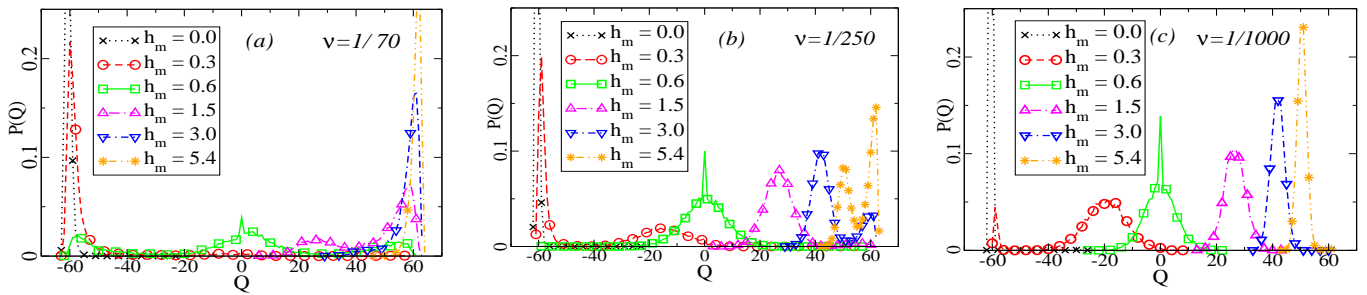 (a) ν=1/70
P(Q)
0.2
0.1
0
h_m = 0.0
h_m = 0.3
h_m = 0.6
h_m = 1.5
h_m = 3.0
h_m = 5.4
-60 -40 -20 0 20 40 60
Q
(b) ν=1/250
P(Q)
0.2
0.1
0
h_m = 0.0
h_m = 0.3
h_m = 0.6
h_m = 1.5
h_m = 3.0
h_m = 5.4
-60 -40 -20 0 20 40 60
Q
(c) ν=1/1000
P(Q)
0.2
0.1
0
h_m = 0.0
h_m = 0.3
h_m = 0.6
h_m = 1.5
h_m = 3.0
h_m = 5.4
-60 -40 -20 0 20 40 60
Q